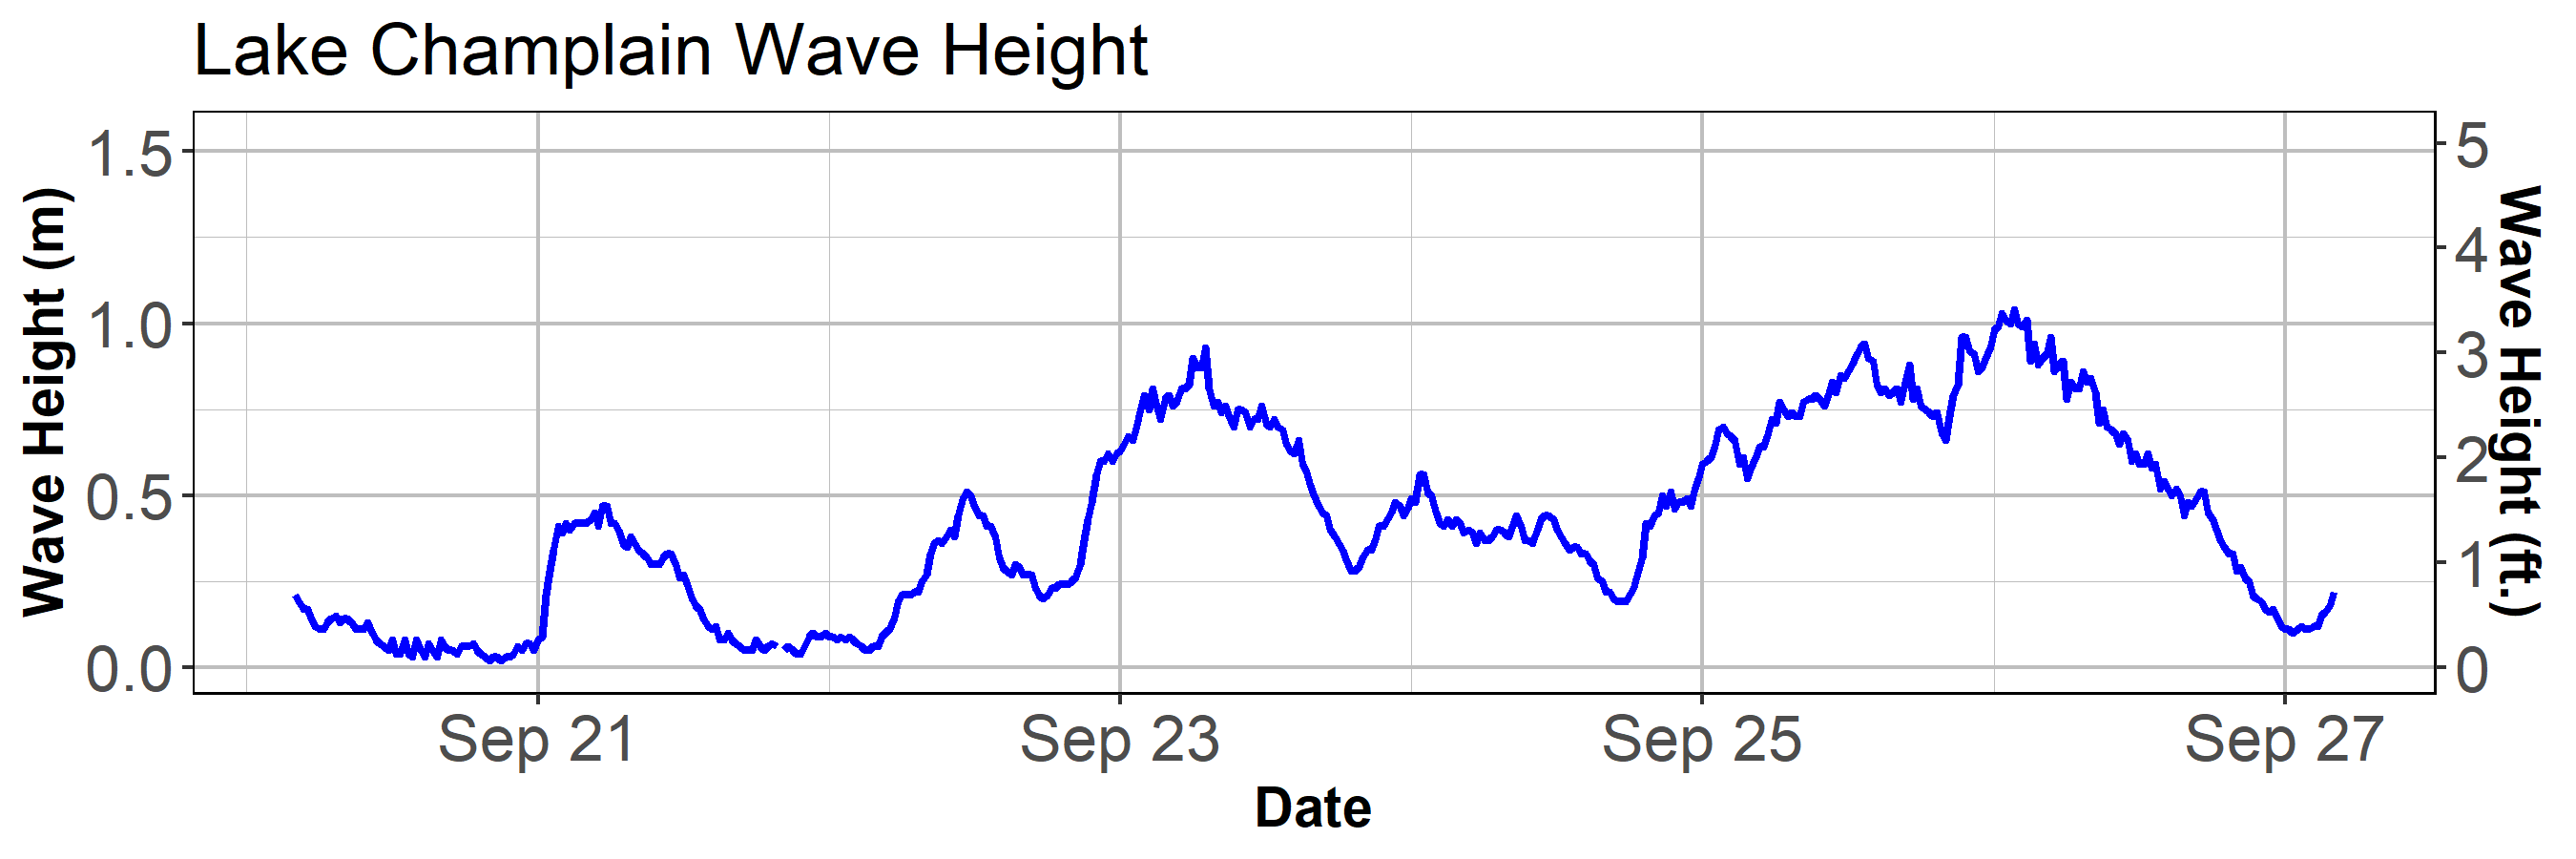 Lake Champlain Wave Height
Wave Height (m)
1.5
1.0
0.5
0.0
5
4
3
2
1
0
Wave Height (ft.)
Sep 21
Sep 23
Sep 25
Sep 27
Date